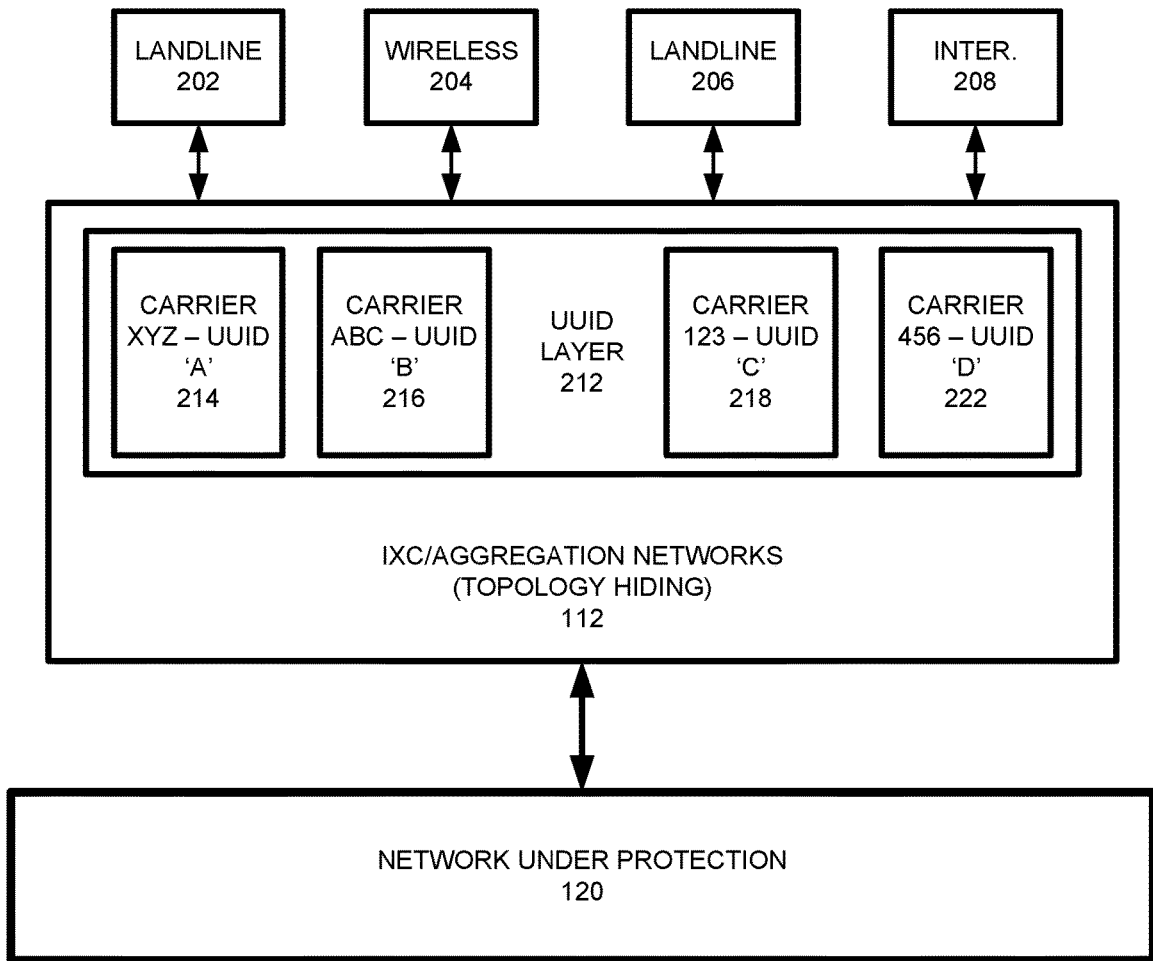 LANDLINE
202
WIRELESS
204
LANDLINE
206
INTER.
208
CARRIER
XYZ – UUID
‘A’
214
CARRIER
ABC – UUID
‘B’
216
UUID
LAYER
212
CARRIER
123 – UUID
‘C’
218
CARRIER
456 – UUID
‘D’
222
IXC/AGGREGATION NETWORKS
(TOPOLOGY HIDING)
112
NETWORK UNDER PROTECTION
120